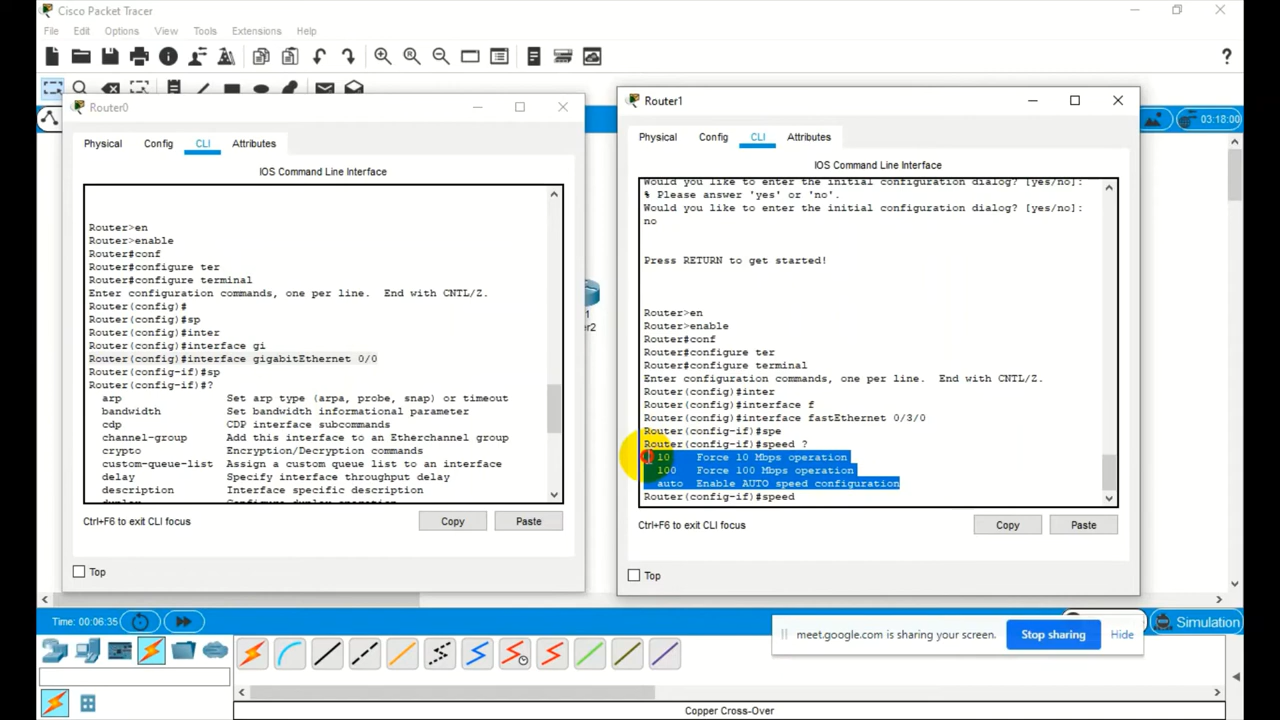 Cisco Packet Tracer
File Edit Options View Tools Extensions Help
03:18:00
Router0
Physical Config CLI Attributes
IOS Command Line Interface
Router>en
Router>enable
Router#conf
Router#configure ter
Router#configure terminal
Enter configuration commands, one per line.  End with CNTL/Z.
Router(config)#
Router(config)#sp
Router(config)#inter
Router(config)#interface gi
Router(config)#interface gigabitEthernet 0/0
Router(config-if)#sp
Router(config-if)#?
arp Set arp type (arpa, probe, snap) or timeout
bandwidth Set bandwidth informational parameter
cdp CDP interface subcommands
channel-group Add this interface to an Etherchannel group
crypto Encryption/Decryption commands
custom-queue-list Assign a custom queue list to an interface
delay Specify interface throughput delay
description Interface specific description
Ctrl+F6 to exit CLI focus
Copy Paste
Top
1
er2
Router1
Physical Config CLI Attributes
IOS Command Line Interface
Would you like to enter the initial configuration dialog? [yes/no]:
% Please answer 'yes' or 'no'.
Would you like to enter the initial configuration dialog? [yes/no]:
no
Press RETURN to get started!
Router>en
Router>enable
Router#conf
Router#configure ter
Router#configure terminal
Enter configuration commands, one per line.  End with CNTL/Z.
Router(config)#inter
Router(config)#interface f
Router(config)#interface fastEthernet 0/3/0
Router(config-if)#spe
Router(config-if)#speed ?
10 Force 10 Mbps operation
100 Force 100 Mbps operation
auto Enable AUTO speed configuration
Router(config-if)#speed
Ctrl+F6 to exit CLI focus
Copy Paste
Top
Time: 00:06:35
Simulation
meet.google.com is sharing your screen. Stop sharing Hide
Copper Cross-Over